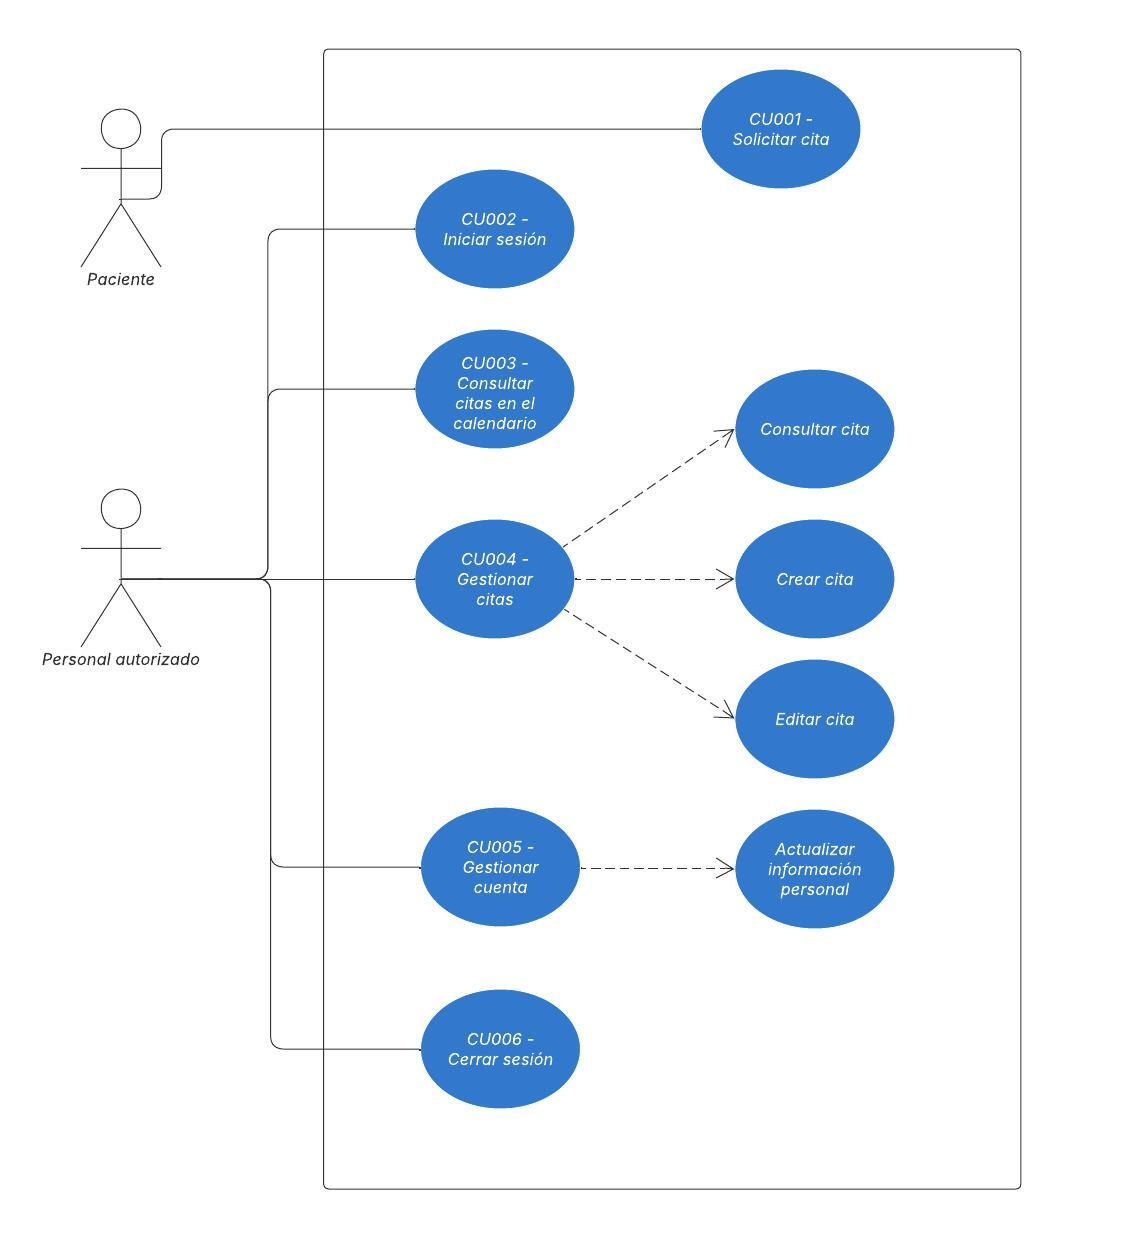 CU001 -
Solicitar cita
Paciente
CU002 -
Iniciar sesión
CU003 -
Consultar
citas en el
calendario
Consultar cita
Personal autorizado
CU004 -
Gestionar
citas
Crear cita
Editar cita
CU005 -
Gestionar
cuenta
Actualizar
información
personal
CU006 -
Cerrar sesión